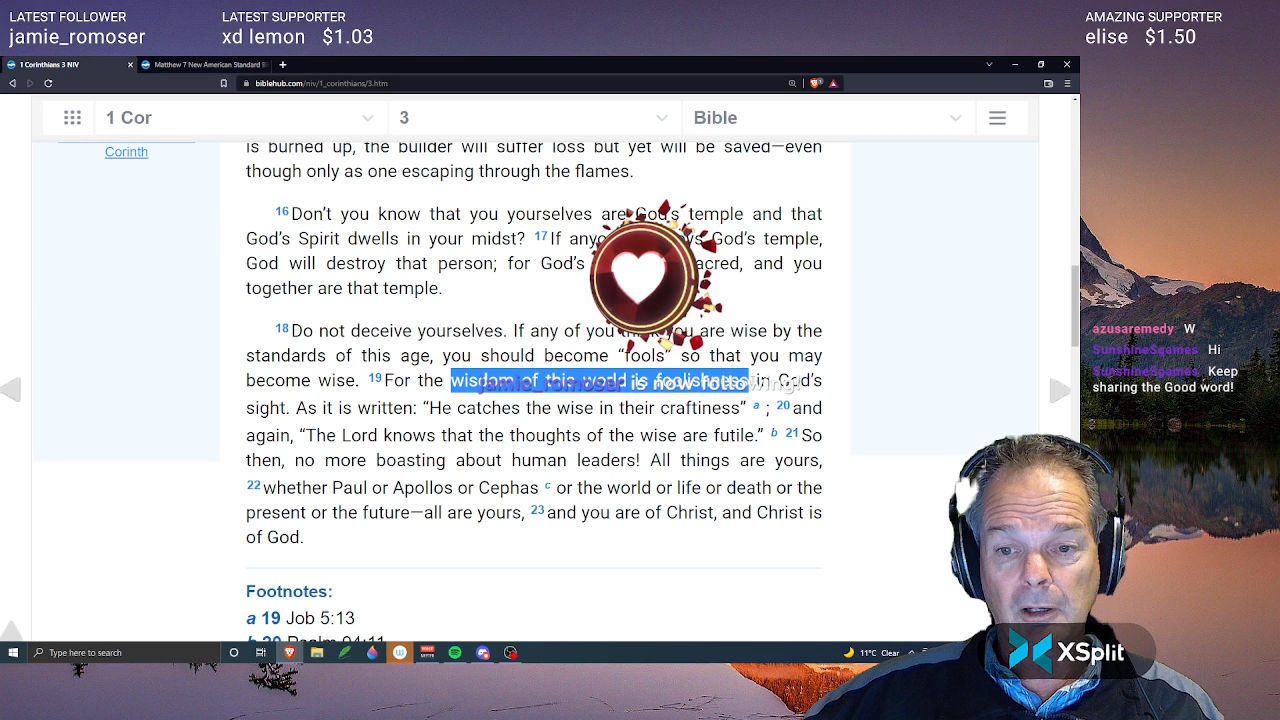 LATEST FOLLOWER
jamie_romoser
LATEST SUPPORTER
xd lemon $1.03
AMAZING SUPPORTER
elise $1.50
1 Corinthians 3 NIV
Matthew 7 New American Standard B
biblehub.com/niv/1_corinthians/3.htm
1 Cor
3
Bible
Corinth
is burned up, the builder will suffer loss but yet will be saved—even
though only as one escaping through the flames.
16 Don't you know that you yourselves are God's temple and that
God's Spirit dwells in your midst? 17 If God's temple,
God will destroy that person; for God's and you
together are that temple.
18 Do not deceive yourselves. If any of you you are wise by the
standards of this age, you should become “fools” so that you may
become wise. 19 For the wisdom of this world is foolishness in God's
jamie_romoser is now following!
sight. As it is written: “He catches the wise in their craftiness” a ; 20 and
again, “The Lord knows that the thoughts of the wise are futile.” b 21 So
then, no more boasting about human leaders! All things are yours,
22 whether Paul or Apollos or Cephas c or the world or life or death or the
present or the future—all are yours, 23 and you are of Christ, and Christ is
of God.
Footnotes:
a 19 Job 5:13
b 20 Psalm 94:11
azusaremedy W
SunshineSgames Hi
SunshineSgames Keep
sharing the Good word!
Type here to search
11°C Clear
XSplit